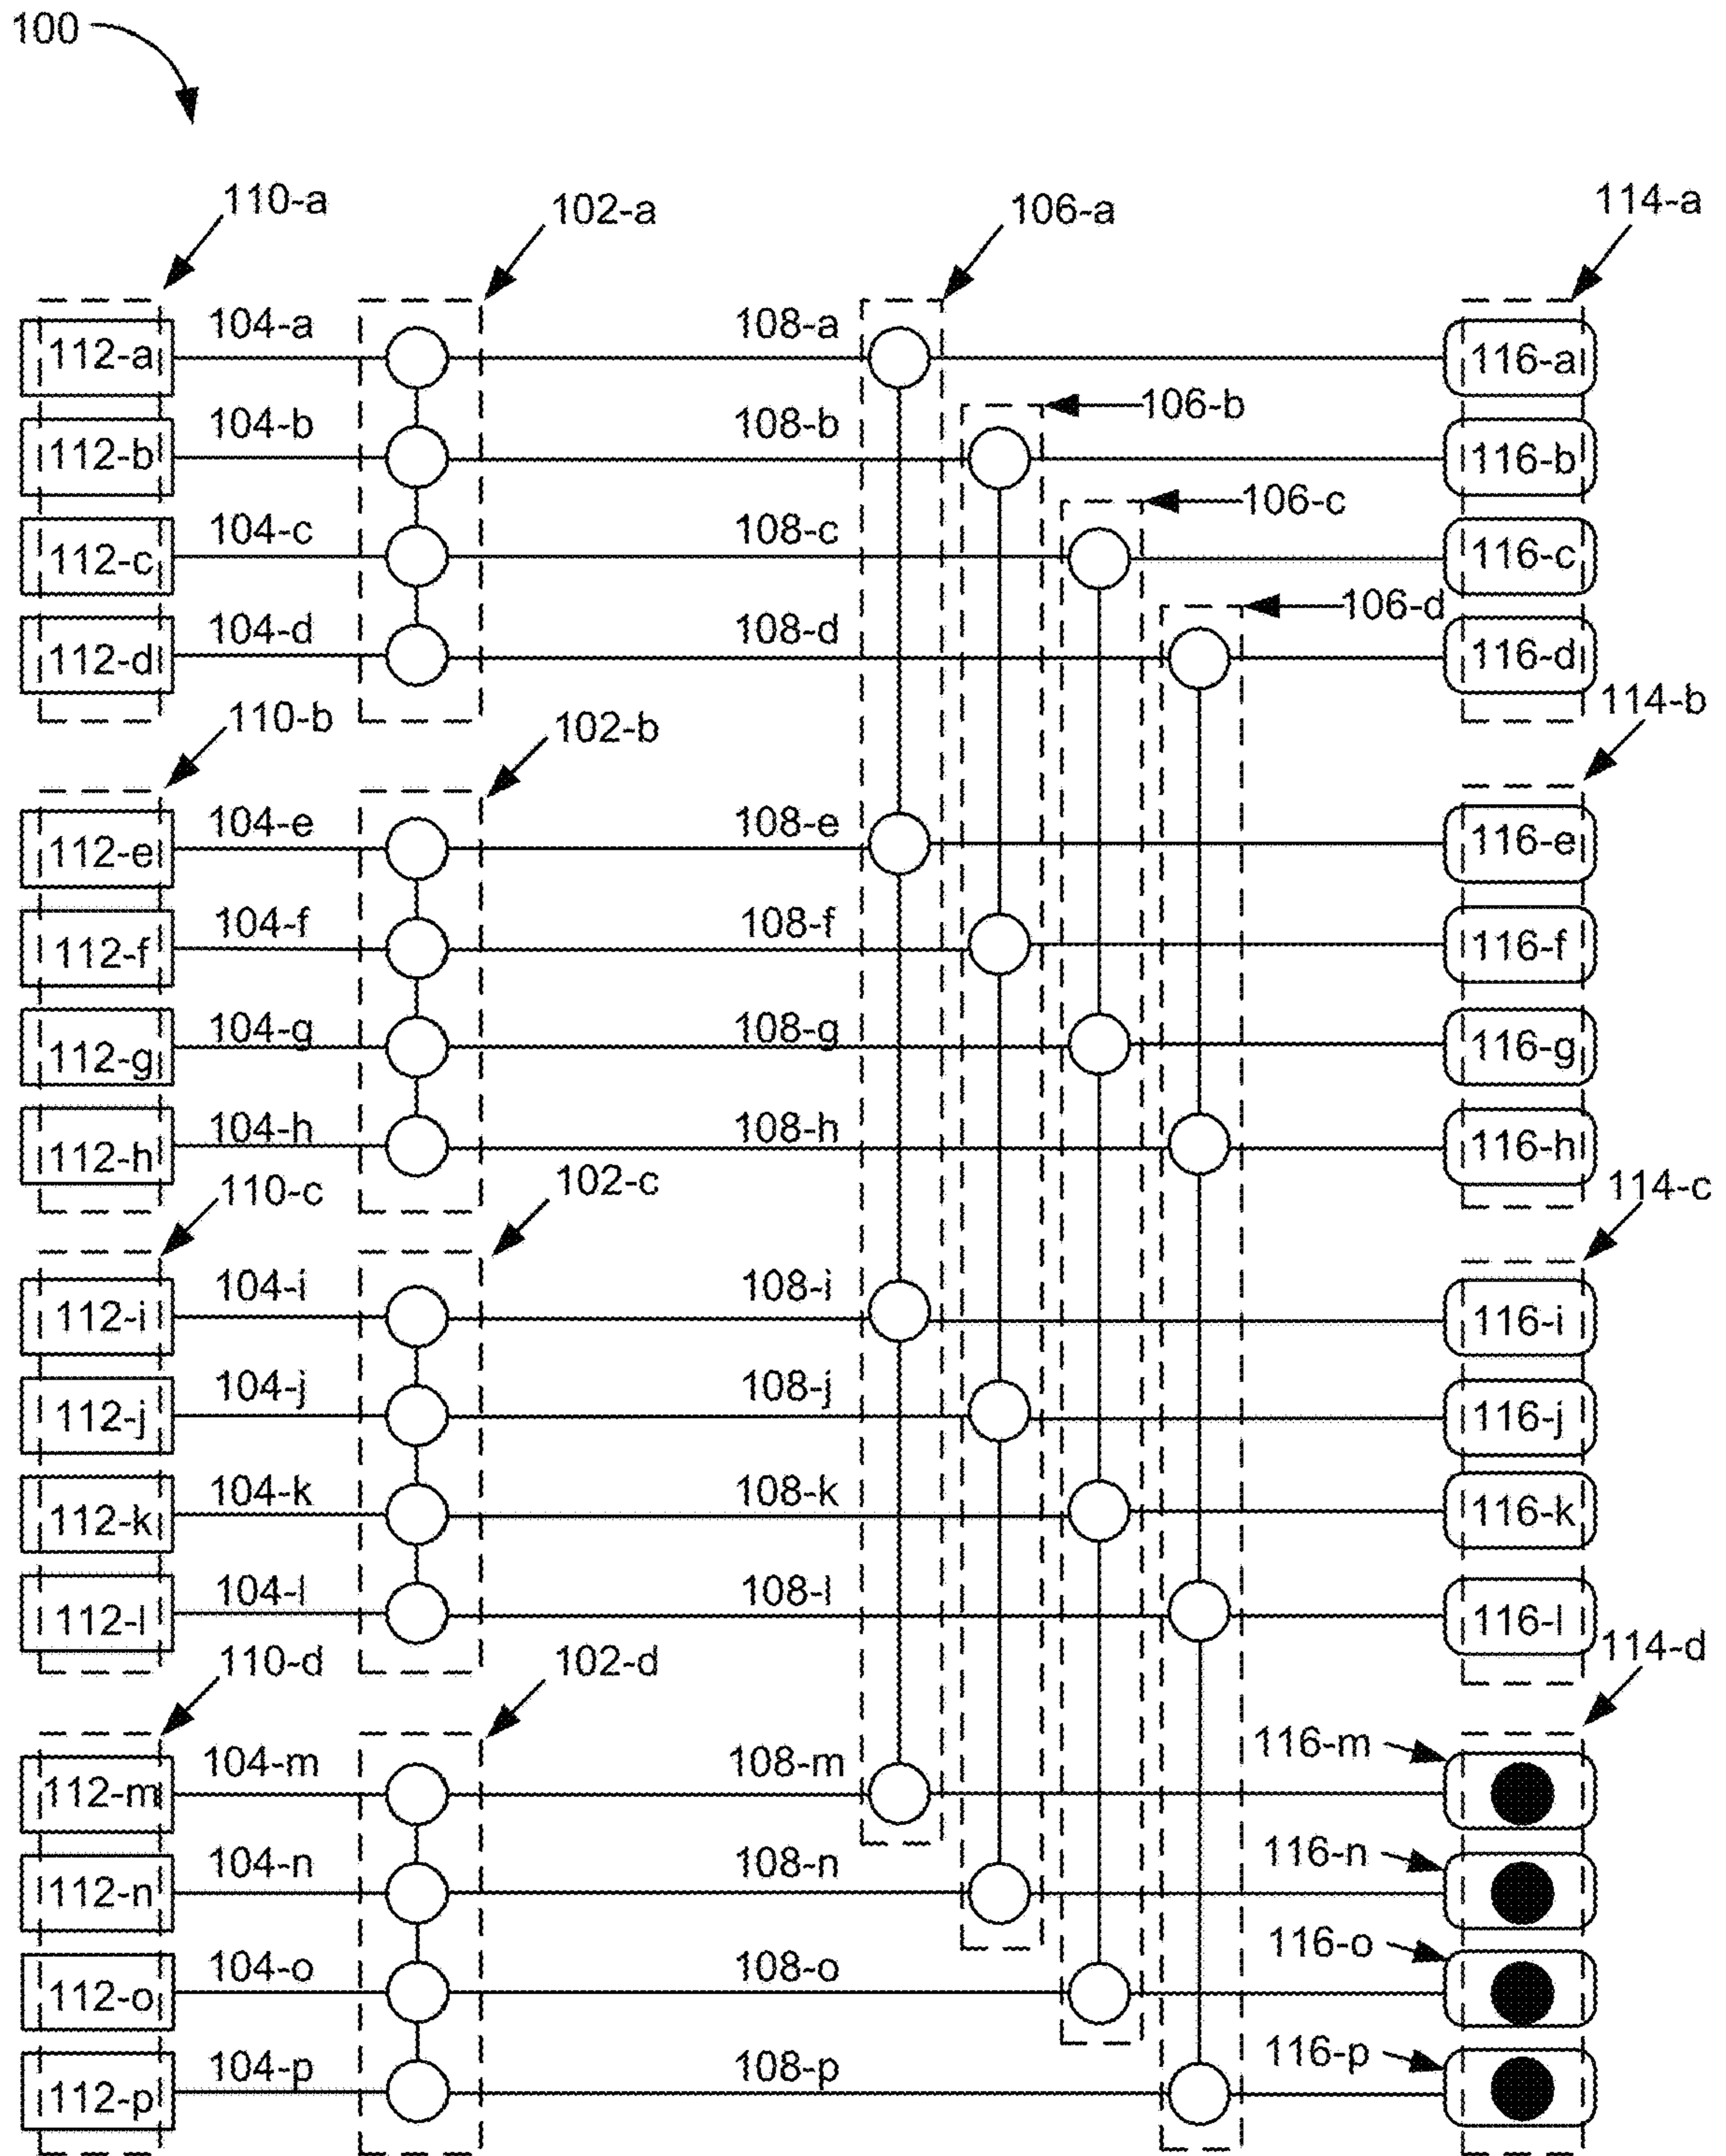 100
110-a 102-a 106-a 114-a
112-a 104-a 108-a 116-a
106-b
112-b 104-b 108-b 116-b
106-c
112-c 104-c 108-c 116-c
106-d
112-d 104-d 108-d 116-d
110-b 102-b 114-b
112-e 104-e 108-e 116-e
112-f 104-f 108-f 116-f
112-g 104-g 108-g 116-g
112-h 104-h 108-h 116-h
110-c 102-c 114-c
112-i 104-i 108-i 116-i
112-j 104-j 108-j 116-j
112-k 104-k 108-k 116-k
112-l 104-l 108-l 116-l
110-d 102-d 114-d
112-m 104-m 108-m 116-m
112-n 104-n 108-n 116-n
112-o 104-o 108-o 116-o
112-p 104-p 108-p 116-p